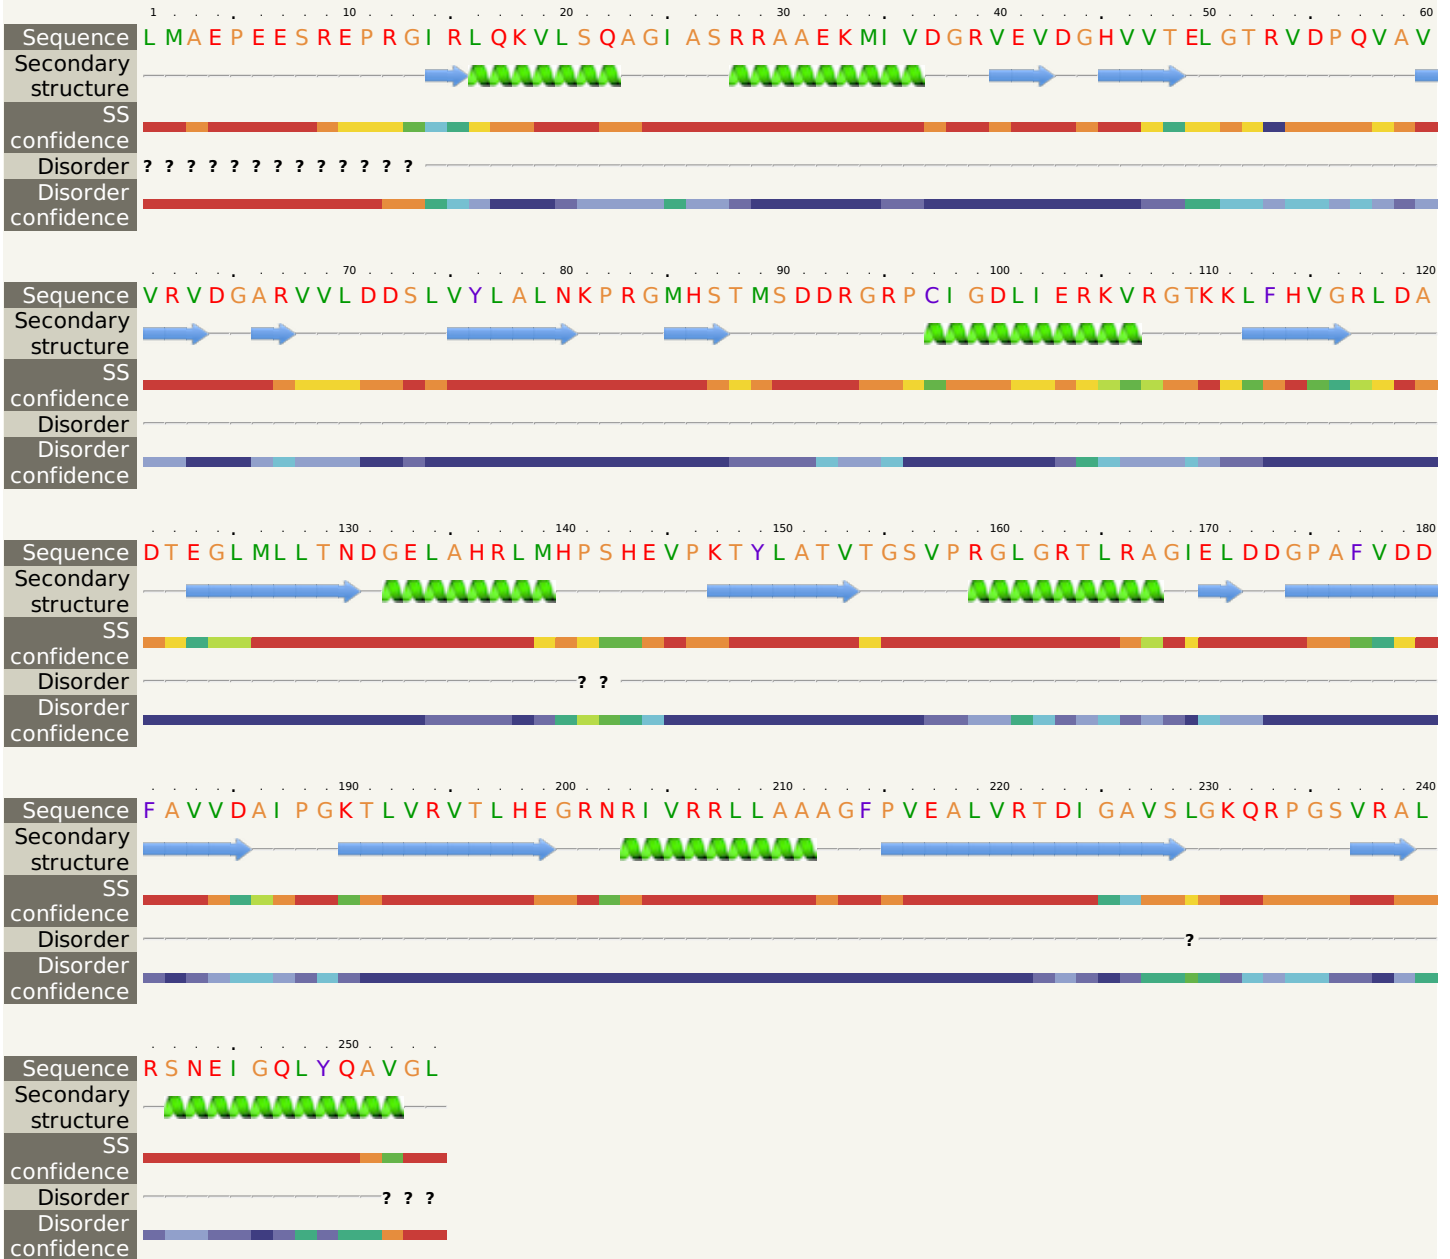 1 10 20 30 40 50 60
Sequence L M A E P E E S R E P R G I R L Q K V L S Q A G I A S R R A A E K M I V D G R V E V D G H V V T E L G T R V D P Q V A V
Secondary
structure
SS
confidence
Disorder ? ? ? ? ? ? ? ? ? ? ? ? ?
Disorder
confidence
70 80 90 100 110 120
Sequence V R V D G A R V V L D D S L V Y L A L N K P R G M H S T M S D D R G R P C I G D L I E R K V R G T K K L F H V G R L D A
Secondary
structure
SS
confidence
Disorder
Disorder
confidence
130 140 150 160 170 180
Sequence D T E G L M L L T N D G E L A H R L M H P S H E V P K T Y L A T V T G S V P R G L G R T L R A G I E L D D G P A F V D D
Secondary
structure
SS
confidence
Disorder ? ?
Disorder
confidence
190 200 210 220 230 240
Sequence F A V V D A I P G K T L V R V T L H E G R N R I V R R L L A A A G F P V E A L V R T D I G A V S L G K Q R P G S V R A L
Secondary
structure
SS
confidence
Disorder ?
Disorder
confidence
250
Sequence R S N E I G Q L Y Q A V G L
Secondary
structure
SS
confidence
Disorder ? ? ?
Disorder
confidence